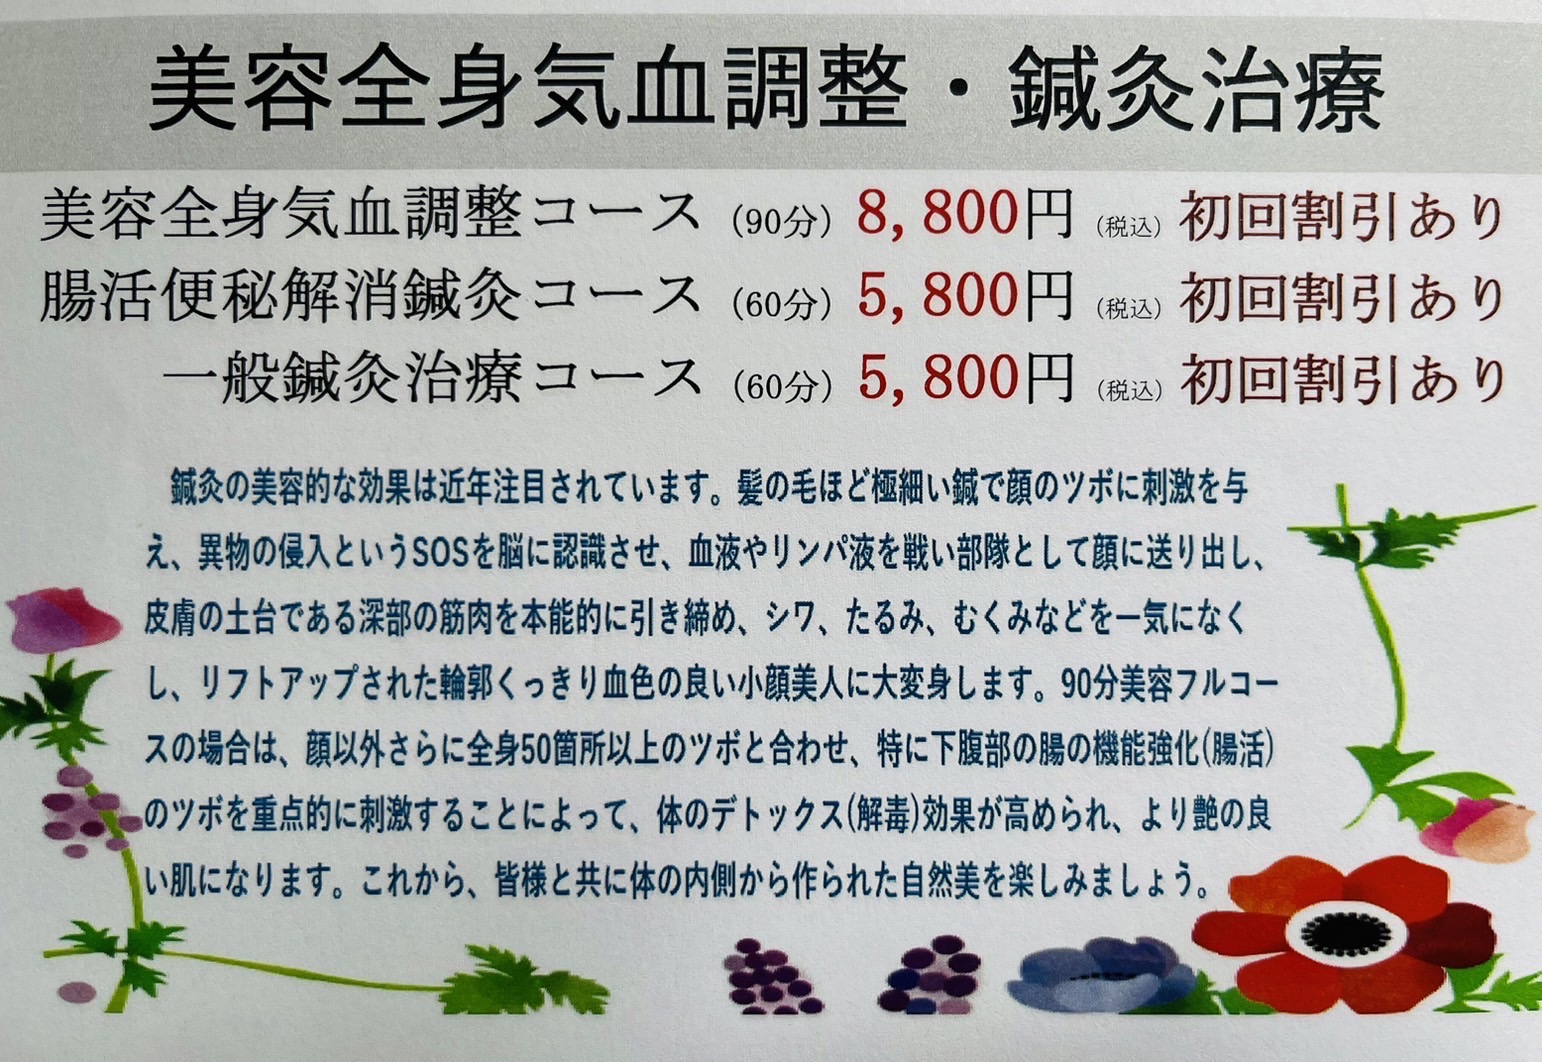 美容全身気血調整・鍼灸治療
美容全身気血調整コース（90分）8,800円（税込）初回割引あり
腸活便秘解消鍼灸コース（60分）5,800円（税込）初回割引あり
一般鍼灸治療コース（60分）5,800円（税込）初回割引あり
鍼灸の美容的な効果は近年注目されています。髪の毛ほど極細い鍼で顔のツボに刺激を与
え、異物の侵入というSOSを脳に認識させ、血液やリンパ液を戦い部隊として顔に送り出し、
皮膚の土台である深部の筋肉を本能的に引き締め、シワ、たるみ、むくみなどを一気になく
し、リフトアップされた輪郭くっきり血色の良い小顔美人に大変身します。90分美容フルコー
スの場合は、顔以外さらに全身50箇所以上のツボと合わせ、特に下腹部の腸の機能強化(腸活)
のツボを重点的に刺激することによって、体のデトックス(解毒)効果が高められ、より艶の良
い肌になります。これから、皆様と共に体の内側から作られた自然美を楽しみましょう。